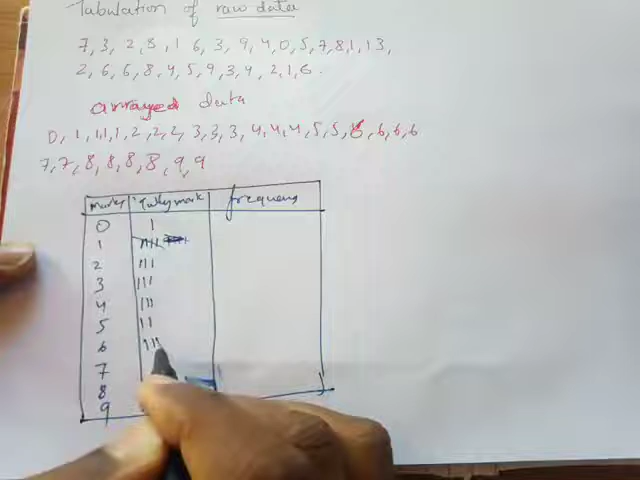 Tabulation of raw data
7, 3, 2, 8, 1 6, 3, 9, 4, 0, 5, 7, 8, 1, 13,
2, 6, 6, 8, 4, 5, 9, 3, 4, 2, 1, 6.
arrayed data
0, 1, 1, 1, 1, 2, 2, 2, 3, 3, 3, 4, 4, 4, 5, 5, 6, 6, 6, 6
7, 7, 8, 8, 8, 8, 9, 9
marks Tally mark frequency
0 |
1 ||||
2 |||
3 |||
4 |||
5 ||
6 |||
7
8
9